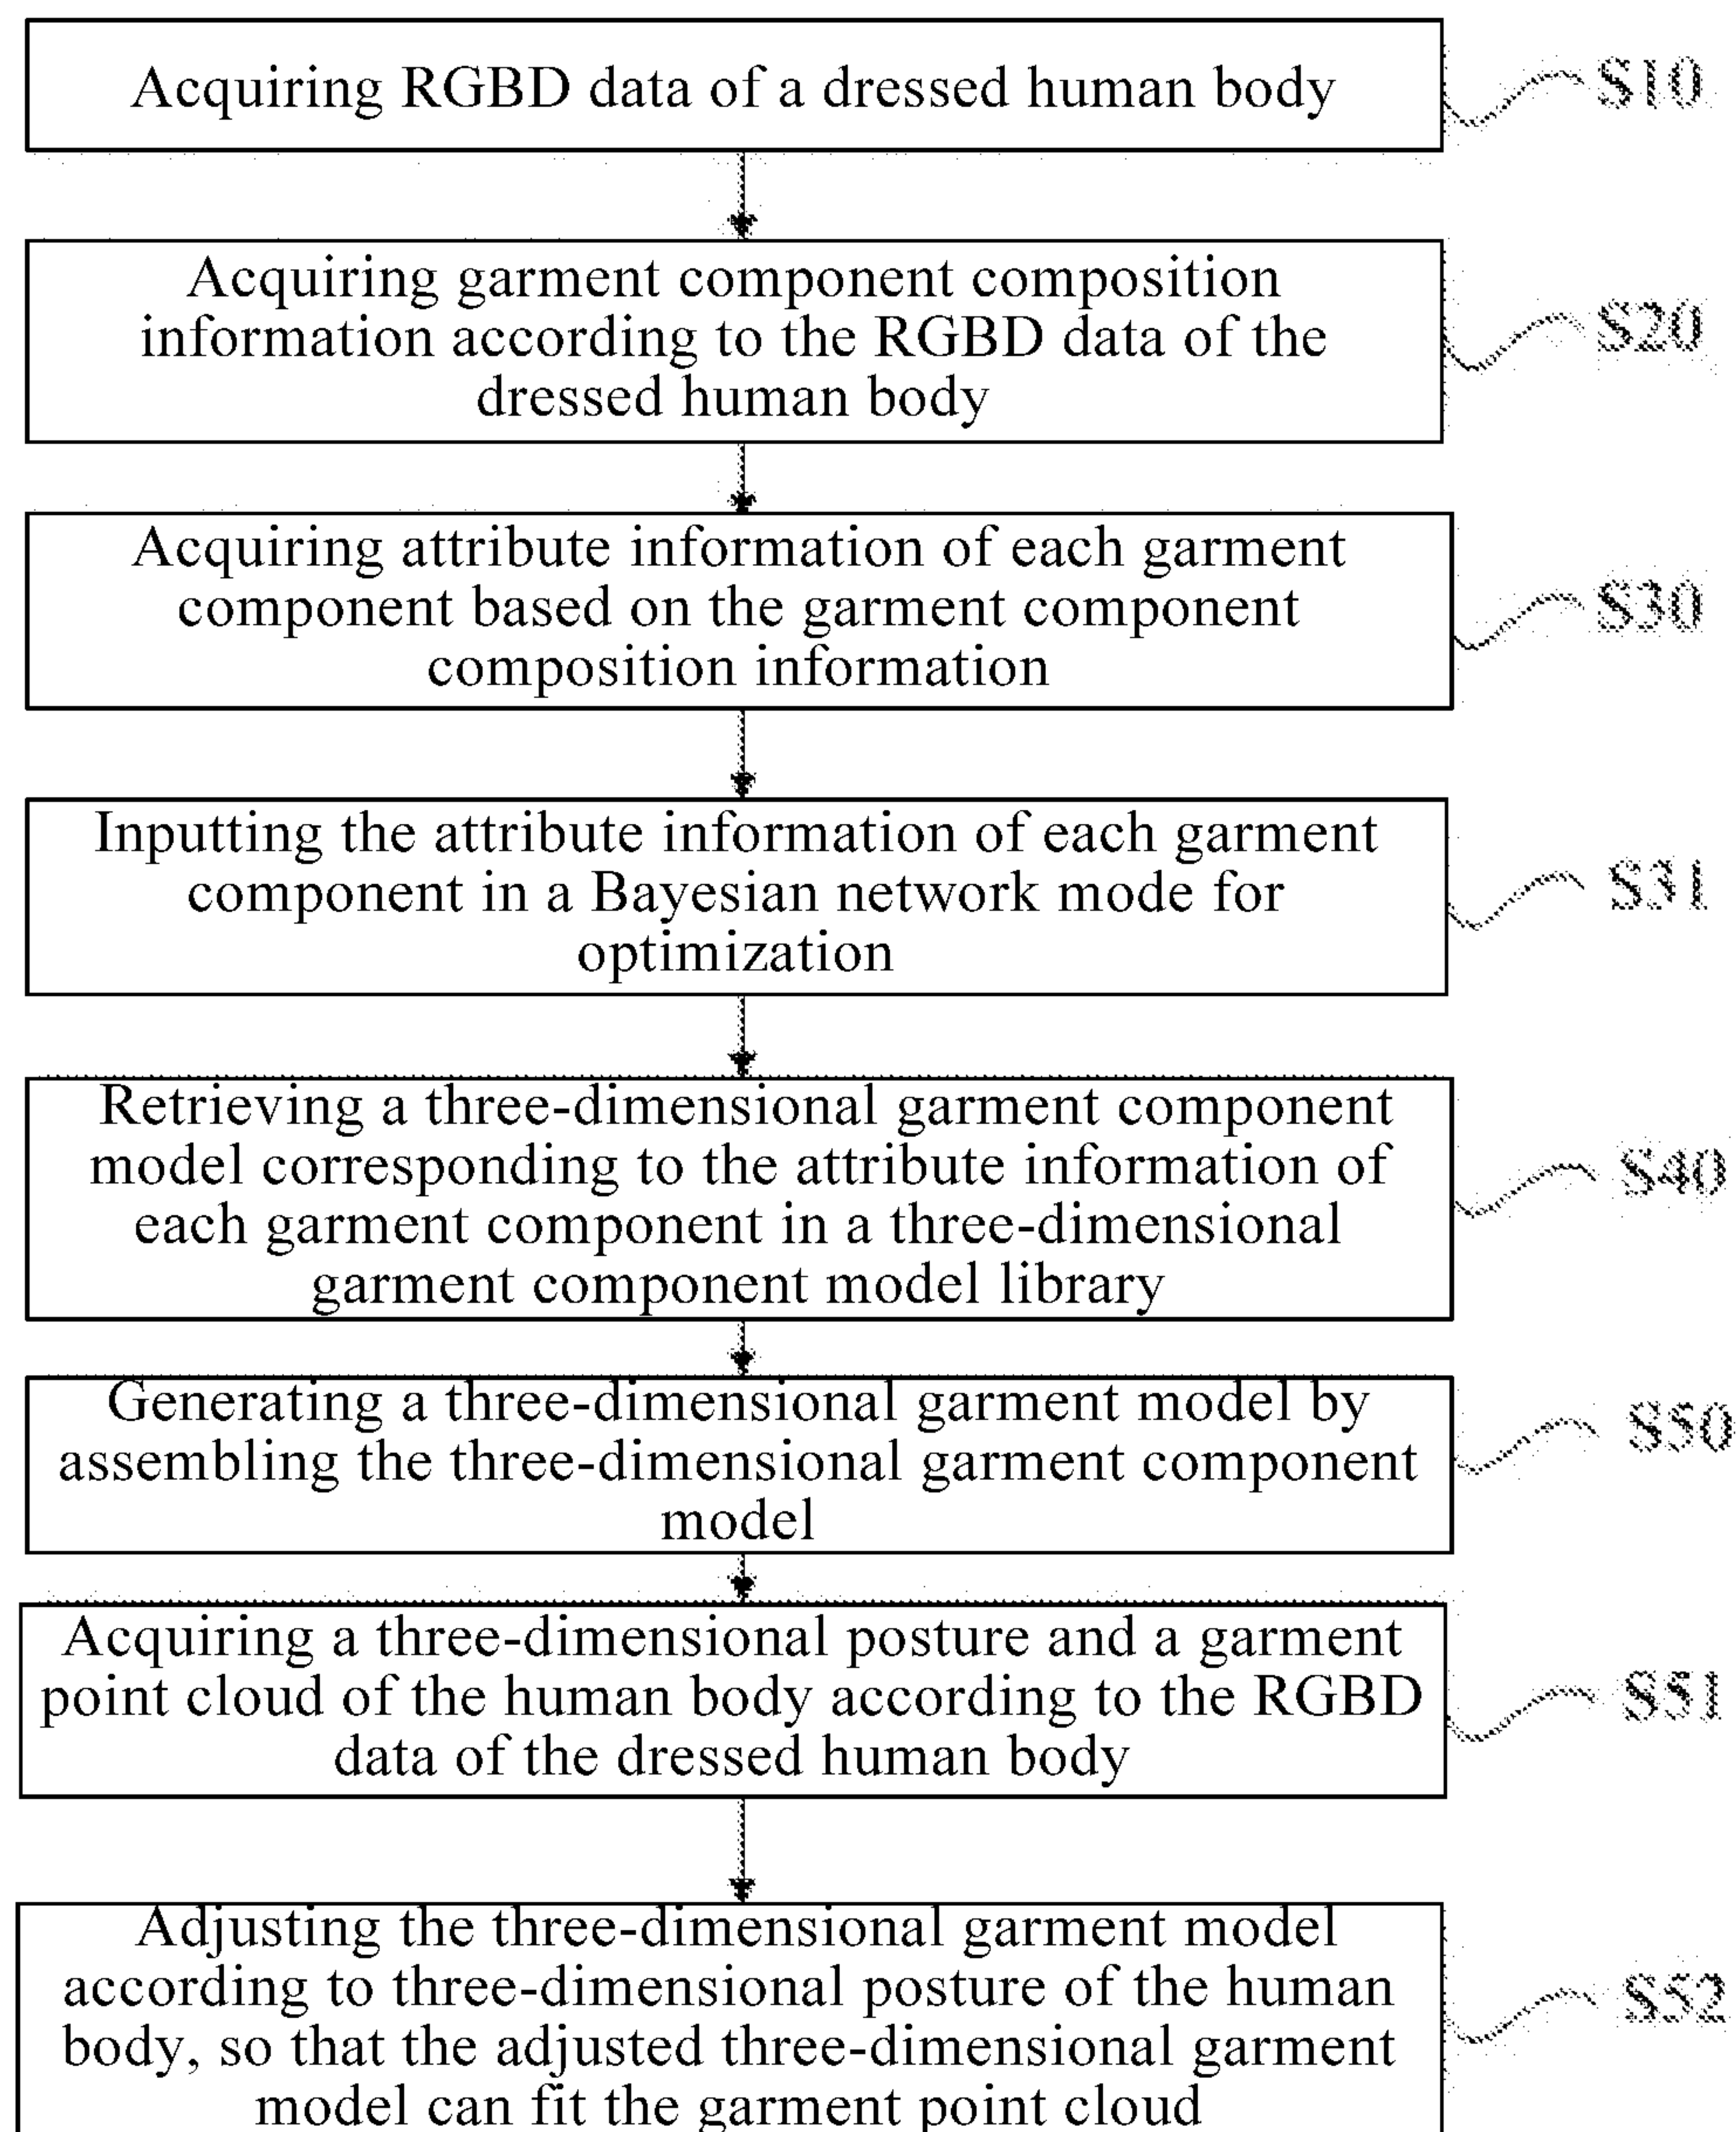 Acquiring RGBD data of a dressed human body
S10
Acquiring garment component composition
information according to the RGBD data of the
dressed human body
S20
Acquiring attribute information of each garment
component based on the garment component
composition information
S30
Inputting the attribute information of each garment
component in a Bayesian network mode for
optimization
S31
Retrieving a three-dimensional garment component
model corresponding to the attribute information of
each garment component in a three-dimensional
garment component model library
S40
Generating a three-dimensional garment model by
assembling the three-dimensional garment component
model
S50
Acquiring a three-dimensional posture and a garment
point cloud of the human body according to the RGBD
data of the dressed human body
S51
Adjusting the three-dimensional garment model
according to three-dimensional posture of the human
body, so that the adjusted three-dimensional garment
model can fit the garment point cloud
S52